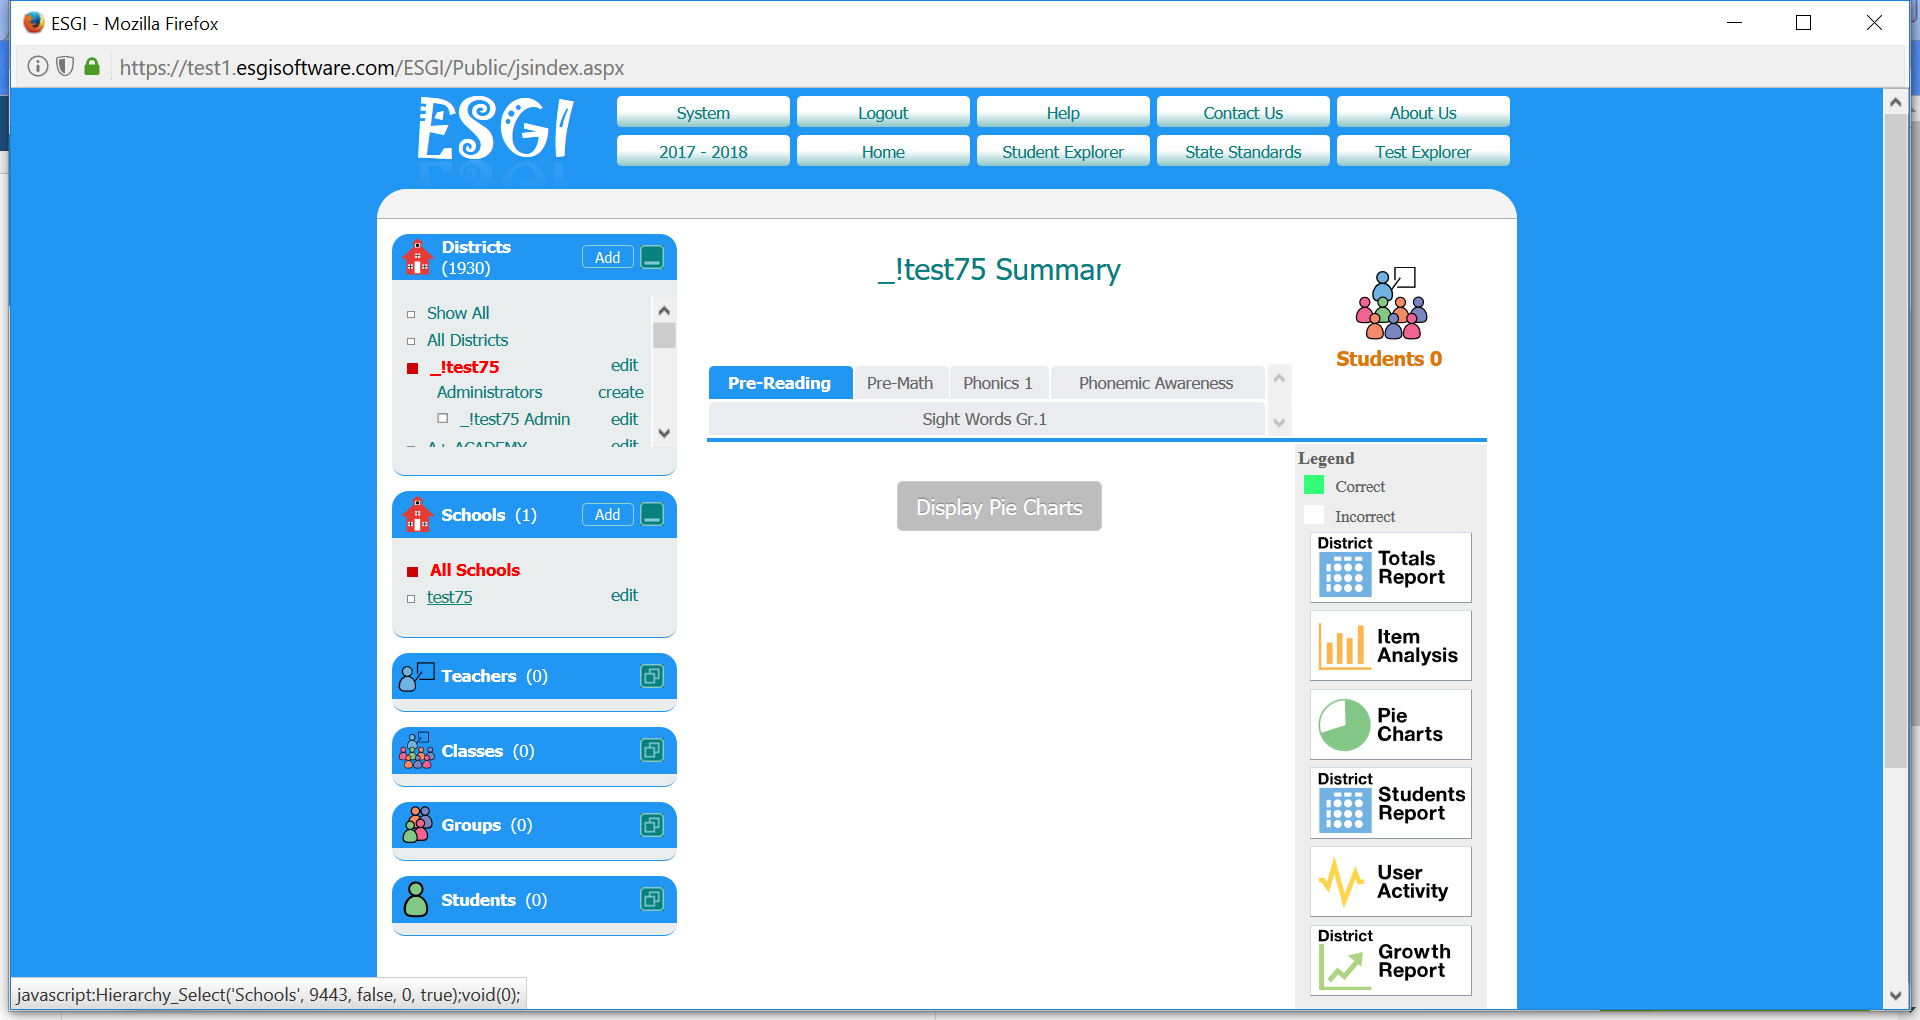 ESGI - Mozilla Firefox
https://test1.esgisoftware.com/ESGI/Public/jsindex.aspx
ESGI
System Logout Help Contact Us About Us
2017 - 2018 Home Student Explorer State Standards Test Explorer
Districts
(1930)
Add
Show All
All Districts
_!test75 edit
Administrators create
_!test75 Admin edit
A+ ACADEMY edit
Schools (1) Add
All Schools
test75 edit
Teachers (0)
Classes (0)
Groups (0)
Students (0)
_!test75 Summary
Students 0
Pre-Reading Pre-Math Phonics 1 Phonemic Awareness
Sight Words Gr.1
Display Pie Charts
Legend
Correct
Incorrect
District
Totals
Report
Item
Analysis
Pie
Charts
District
Students
Report
User
Activity
District
Growth
Report
javascript:Hierarchy_Select('Schools', 9443, false, 0, true);void(0);